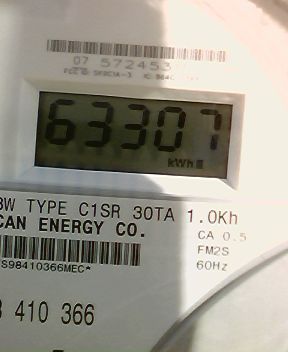 07 572453
63307
kWh
3W TYPE C1SR 30TA 1.0Kh
CAN ENERGY CO.
CA 0.5
FM2S
S98410366MEC*
60Hz
410 366